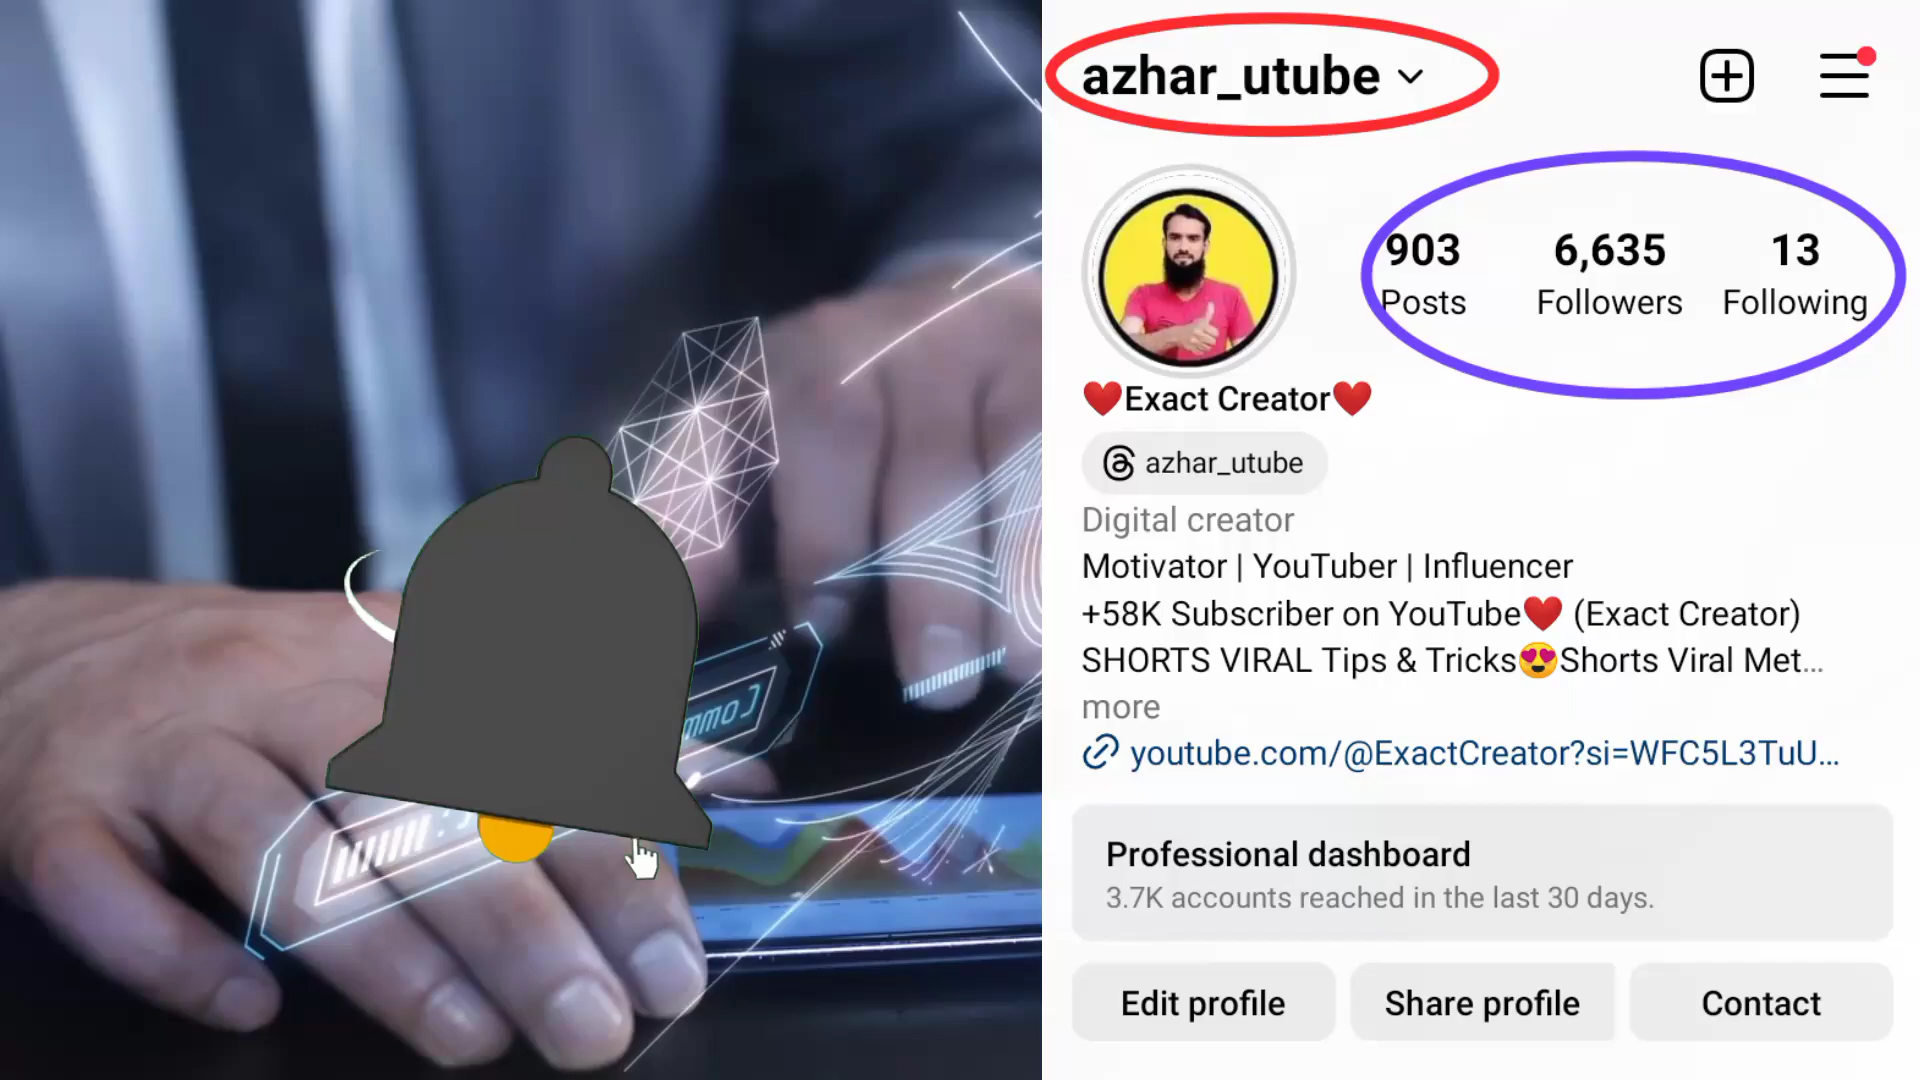 azhar_utube
903
Posts
6,635
Followers
13
Following
❤️Exact Creator❤️
azhar_utube
Digital creator
Motivator | YouTuber | Influencer
+58K Subscriber on YouTube❤️ (Exact Creator)
SHORTS VIRAL Tips & Tricks😍Shorts Viral Met...
more
youtube.com/@ExactCreator?si=WFC5L3TuU...
Professional dashboard
3.7K accounts reached in the last 30 days.
Edit profile
Share profile
Contact